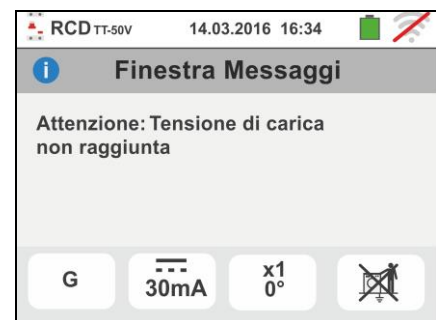 RCD TT-50V 14.03.2016 16:34
i Finestra Messaggi
Attenzione: Tensione di carica
non raggiunta
G 30mA x1 0°